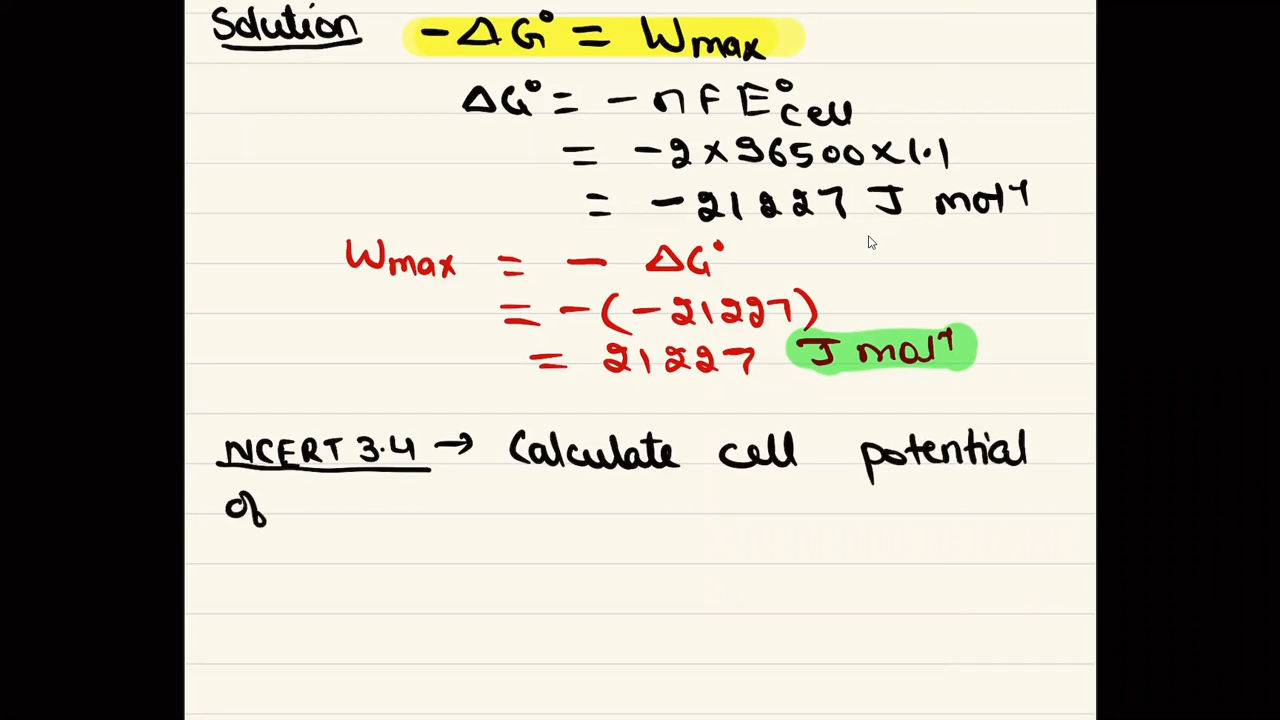 Solution -ΔG° = Wmax
ΔG° = - n F E°cell
= -2 × 96500 × 1.1
= -21227 J mol⁻¹
Wmax = - ΔG°
= -(-21227)
= 21227 J mol⁻¹
NCERT 3.4 → Calculate cell potential
of